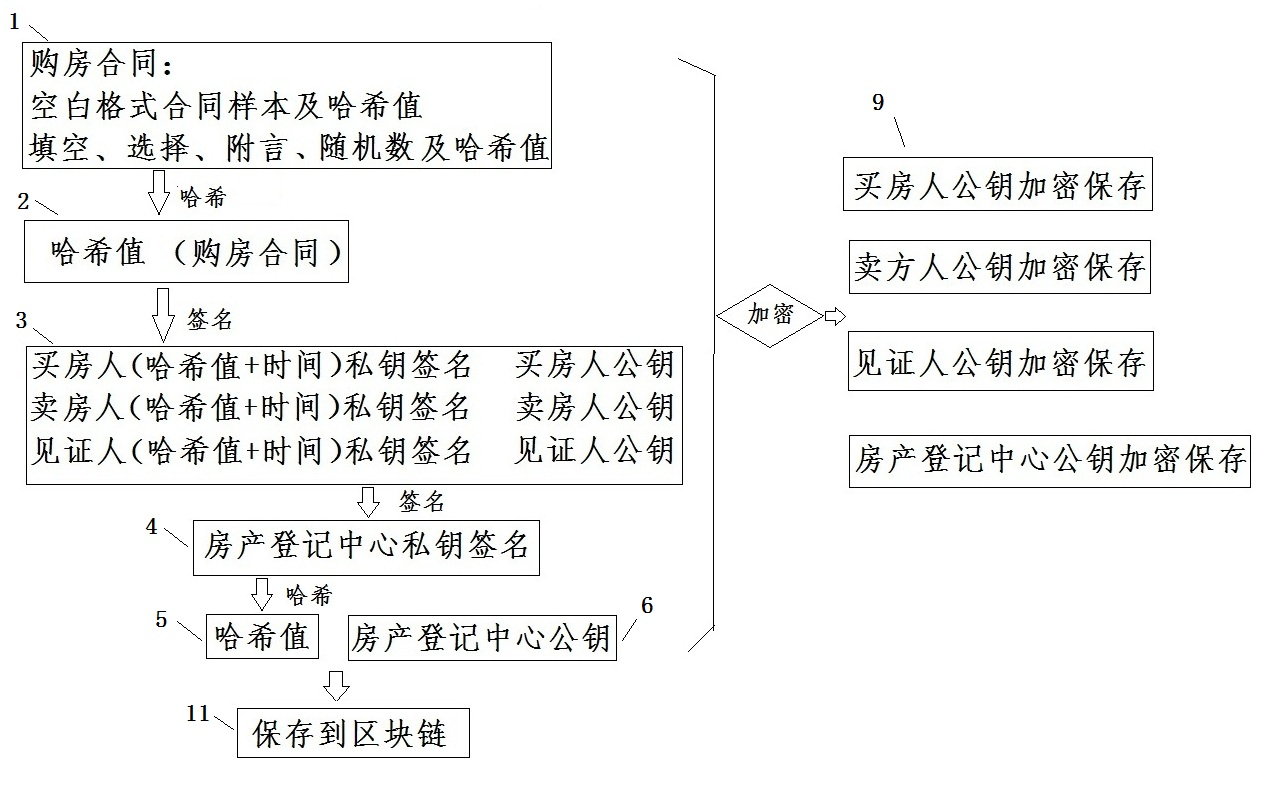 1
购房合同：
空白格式合同样本及哈希值
填空、选择、附言、随机数及哈希值
哈希
2
哈希值（购房合同）
签名
3
买房人(哈希值+时间)私钥签名 买房人公钥
卖房人(哈希值+时间)私钥签名 卖房人公钥
见证人(哈希值+时间)私钥签名 见证人公钥
签名
4
房产登记中心私钥签名
哈希
5
哈希值
房产登记中心公钥
6
11
保存到区块链
加密
9
买房人公钥加密保存
卖方人公钥加密保存
见证人公钥加密保存
房产登记中心公钥加密保存